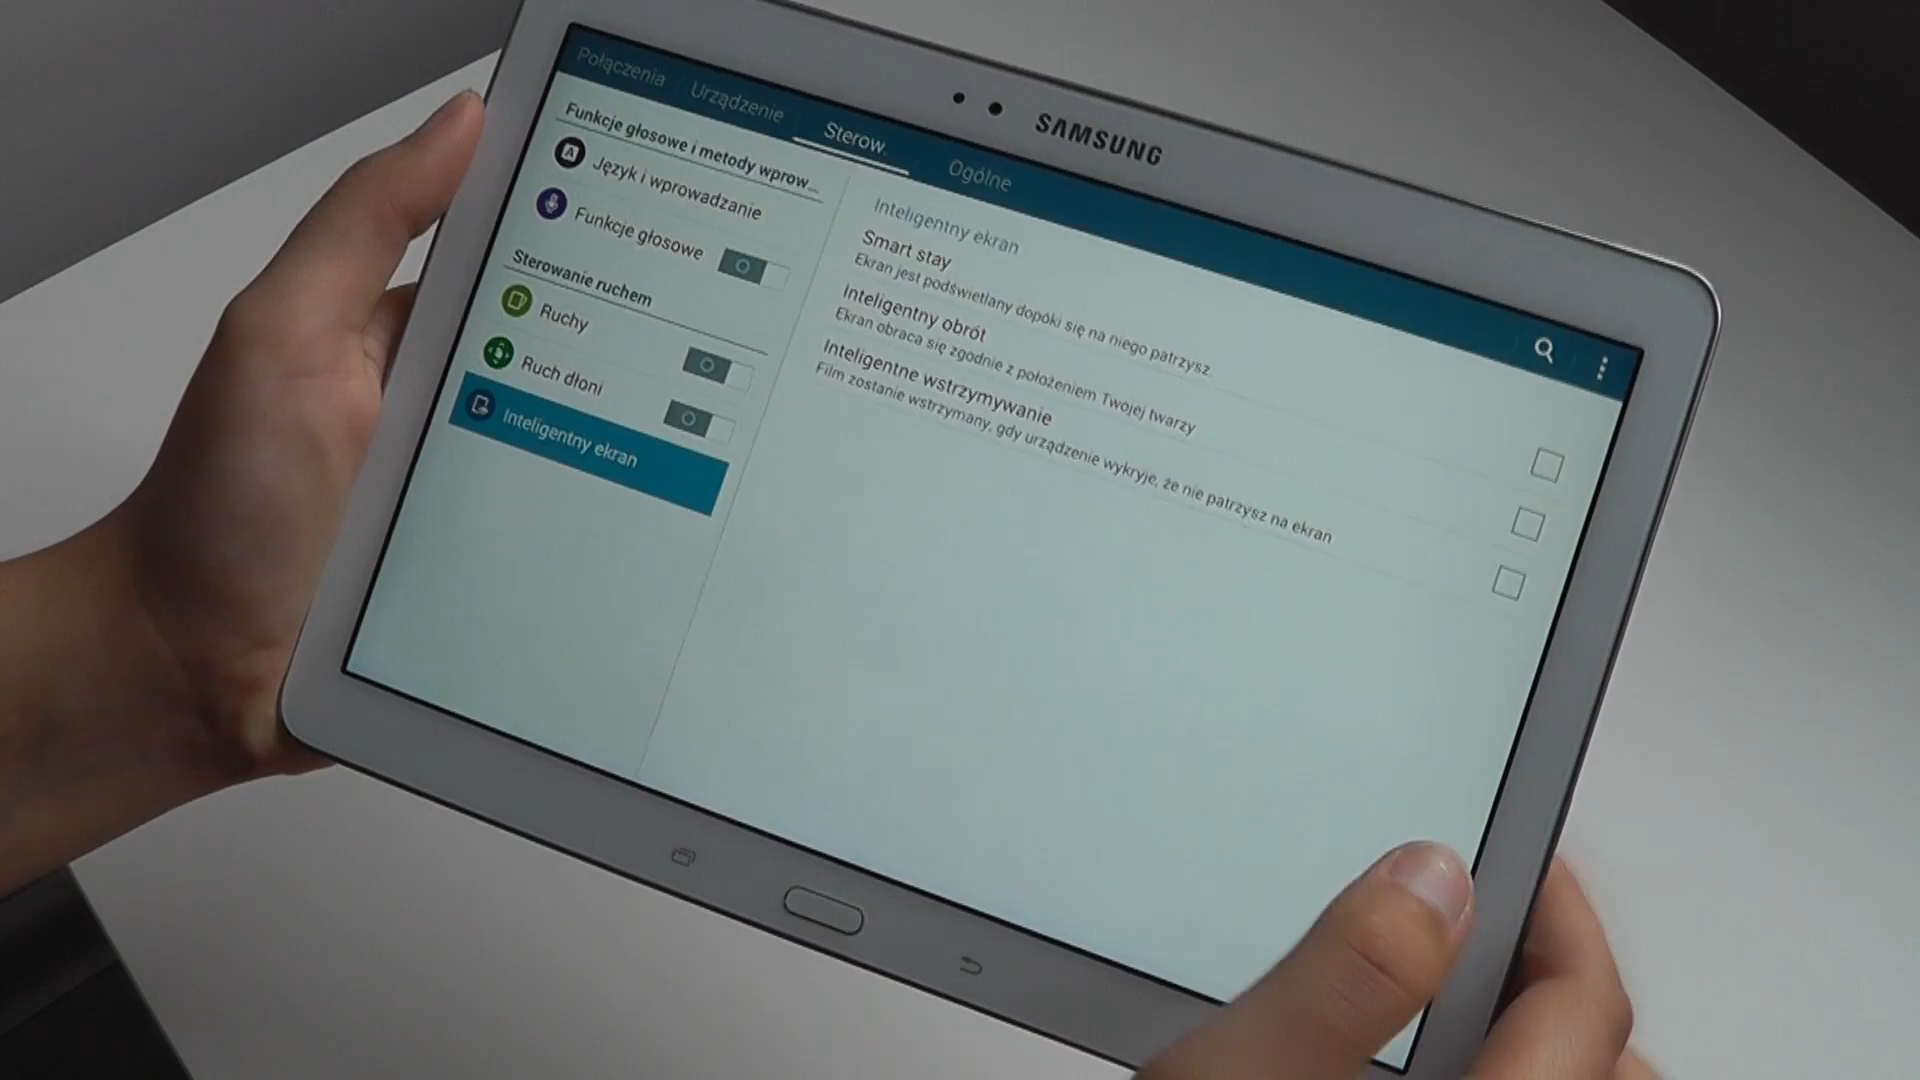 SAMSUNG
Połączenia
Urządzenie
Sterow.
Ogólne
Funkcje głosowe i metody wprow...
Język i wprowadzanie
Funkcje głosowe
Sterowanie ruchem
Ruchy
Ruch dłoni
Inteligentny ekran
Inteligentny ekran
Smart stay
Ekran jest podświetlany dopóki się na niego patrzysz
Inteligentny obrót
Ekran obraca się zgodnie z położeniem Twojej twarzy
Inteligentne wstrzymywanie
Film zostanie wstrzymany, gdy urządzenie wykryje, że nie patrzysz na ekran